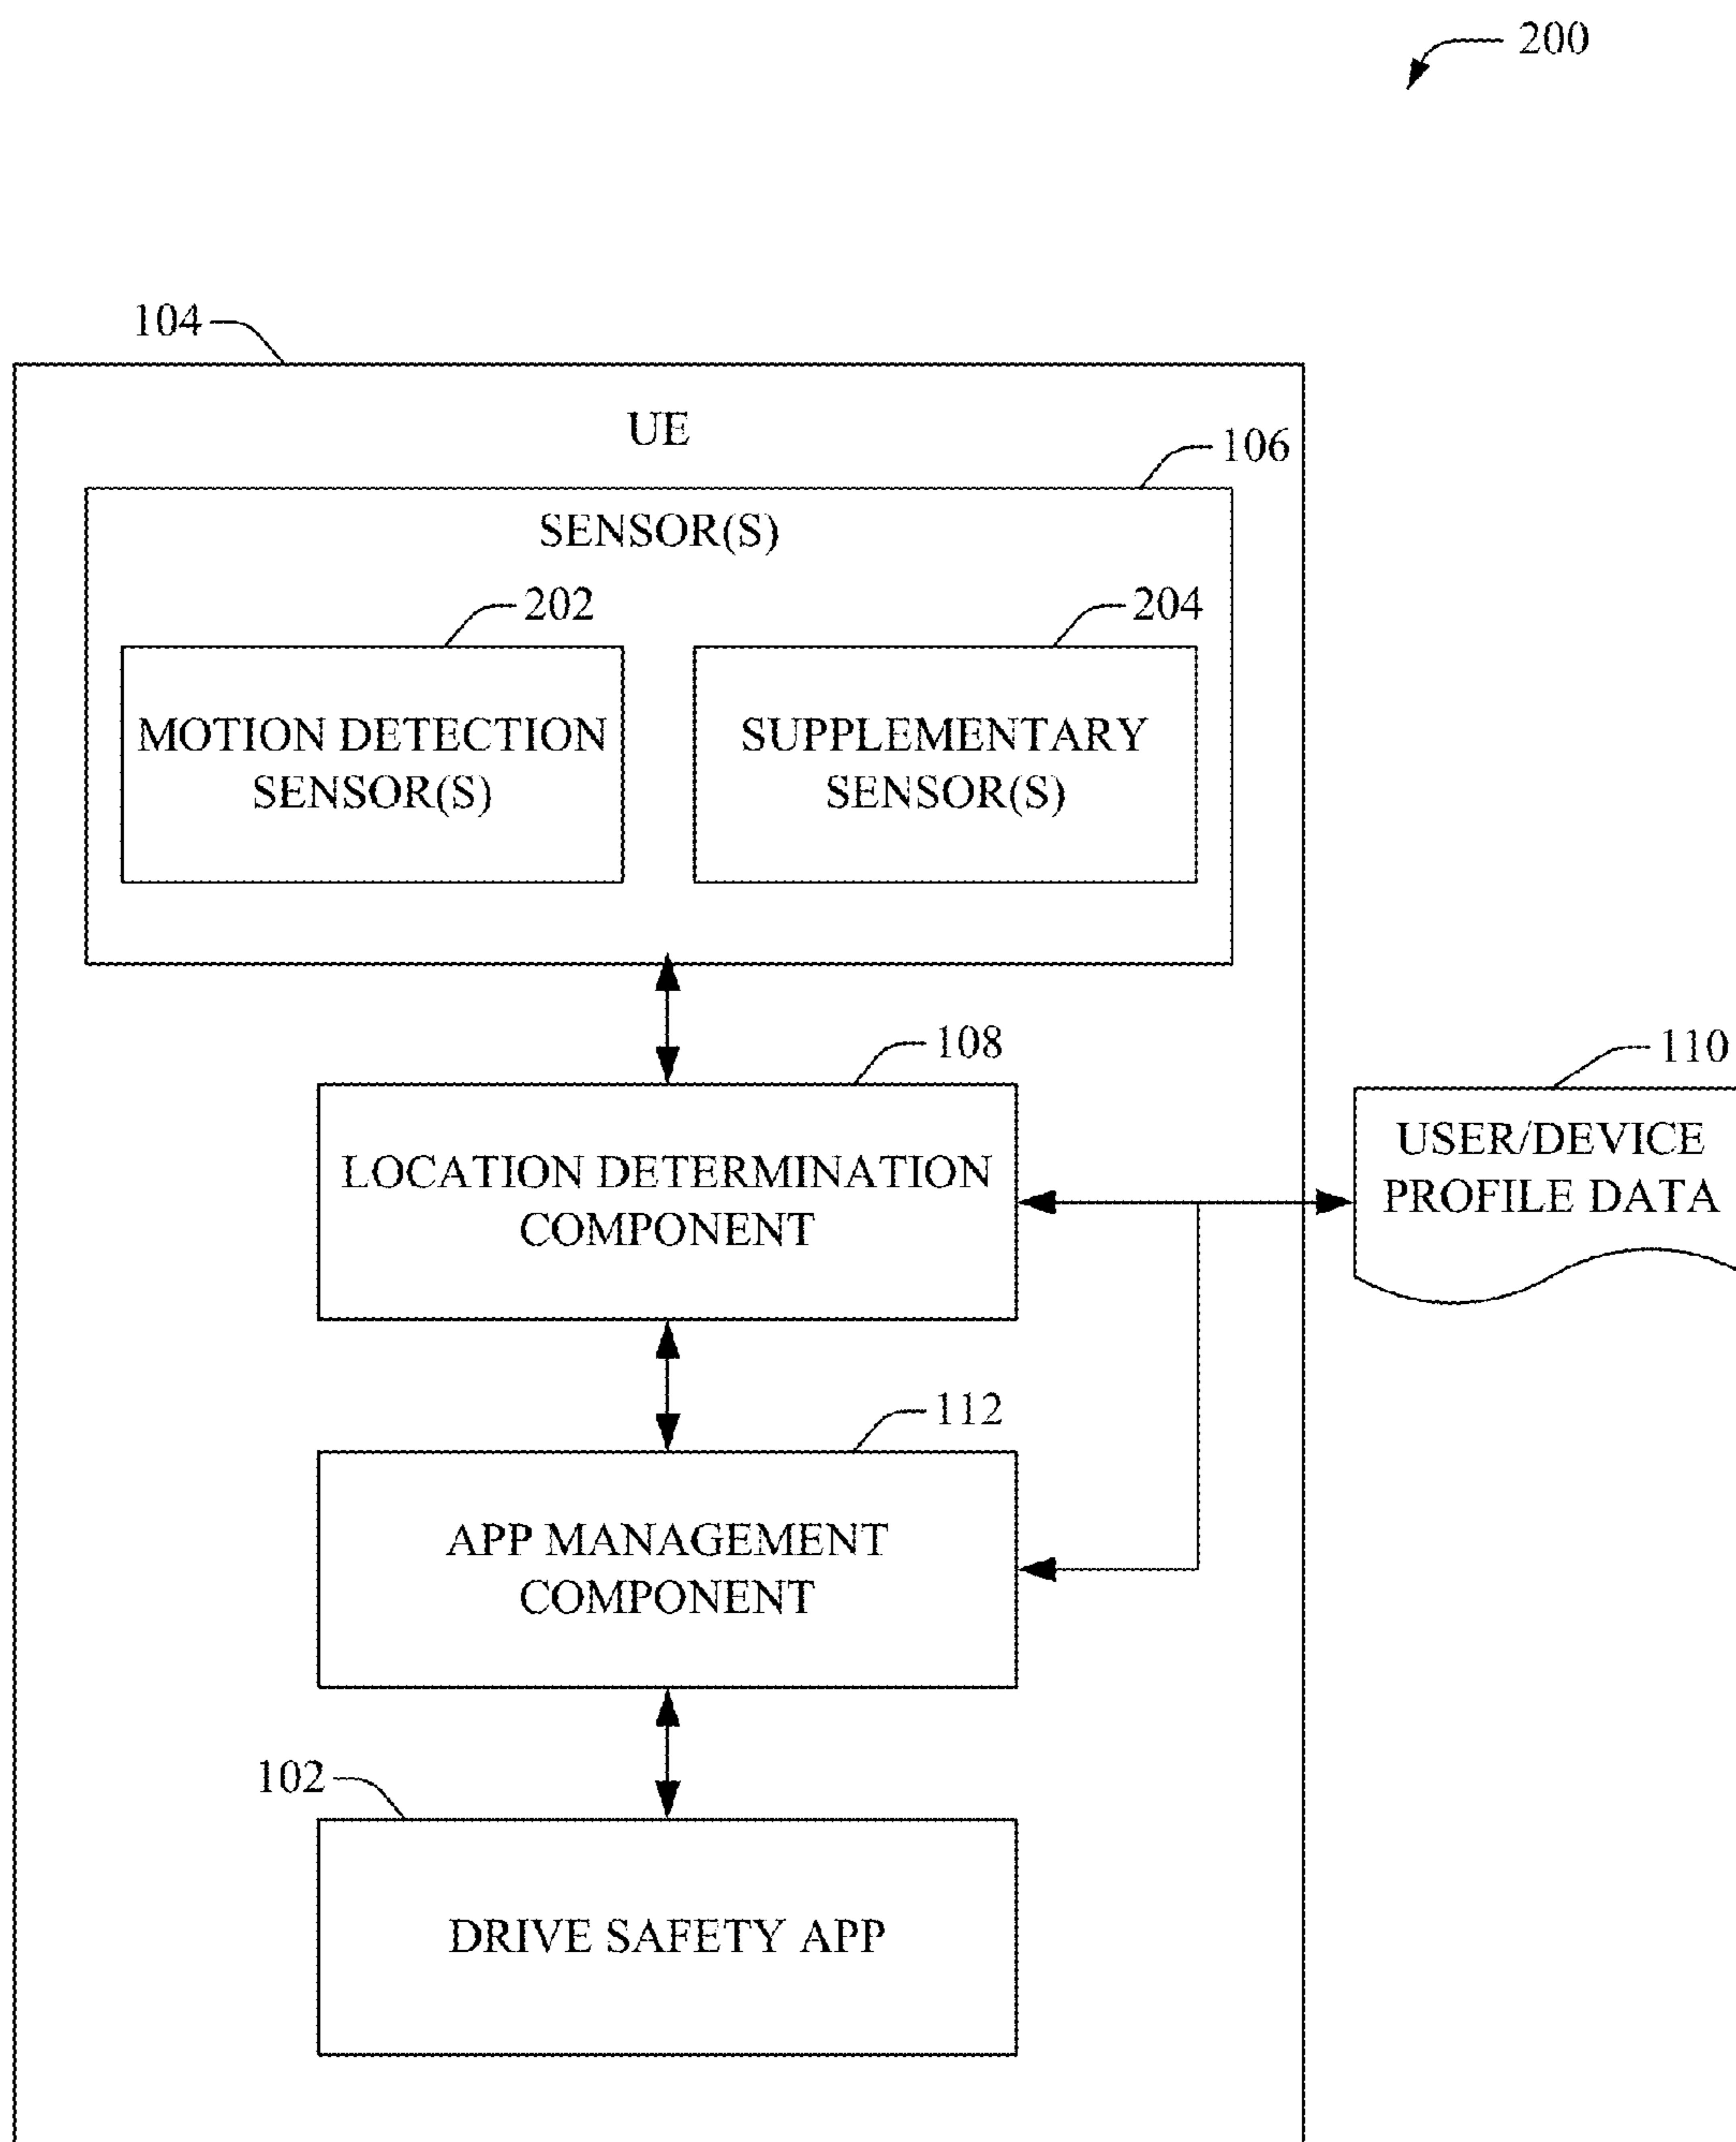 200
104
UE
106
SENSOR(S)
202
204
MOTION DETECTION
SENSOR(S)
SUPPLEMENTARY
SENSOR(S)
108
LOCATION DETERMINATION
COMPONENT
110
USER/DEVICE
PROFILE DATA
112
APP MANAGEMENT
COMPONENT
102
DRIVE SAFETY APP